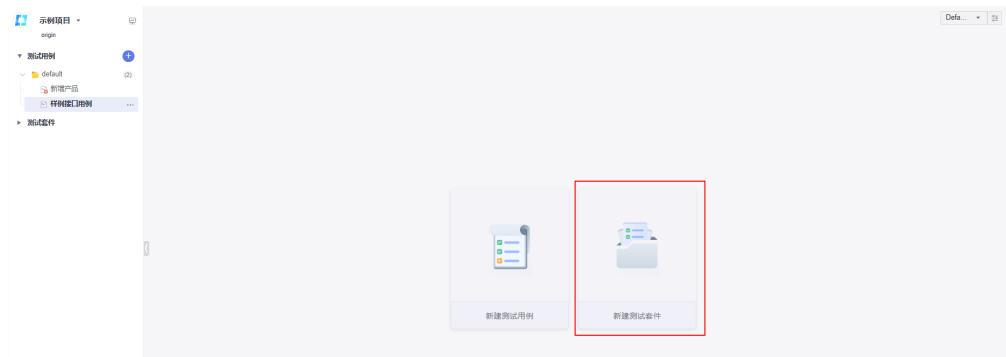 示例项目
Defa...
origin
测试用例
default
(2)
新增产品
样例接口用例
...
测试套件
新建测试用例
新建测试套件